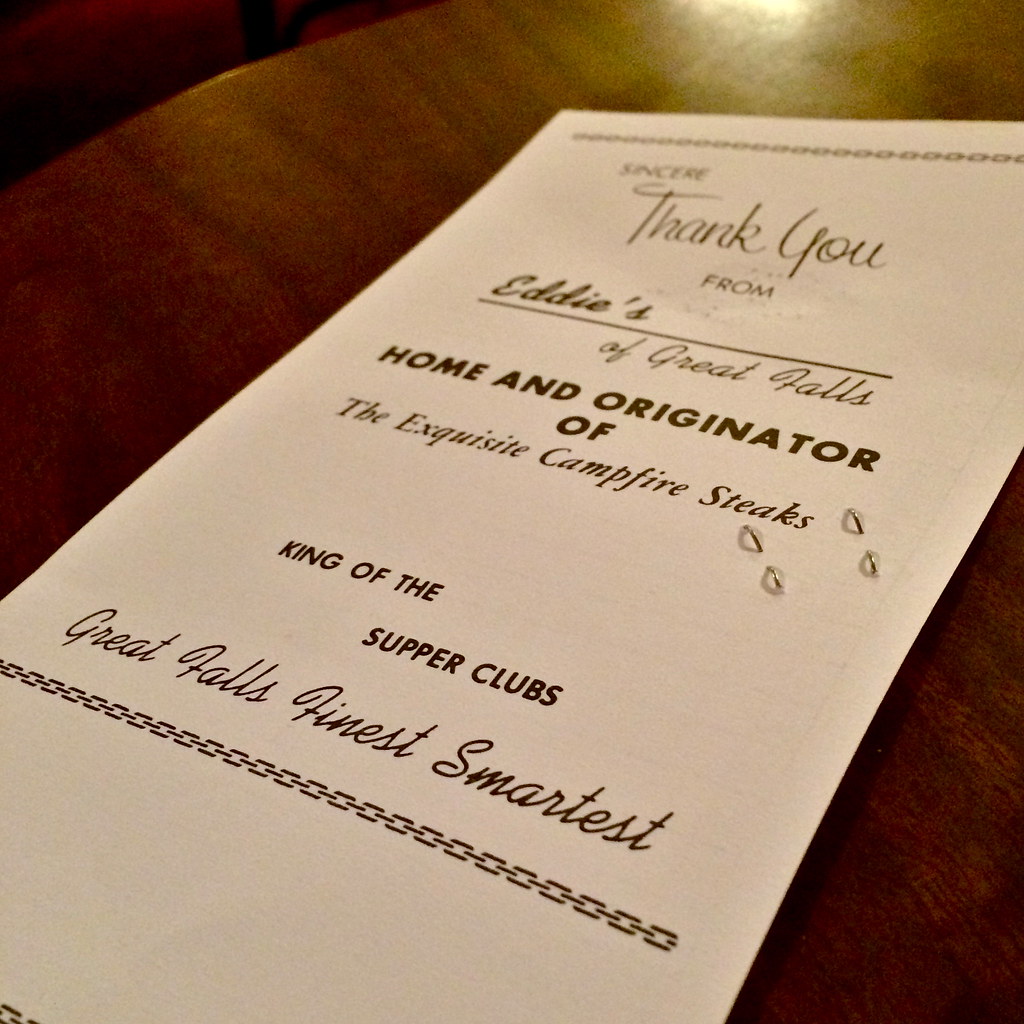 SINCERE
Thank You
FROM
Eddie's
of Great Falls
HOME AND ORIGINATOR
OF
The Exquisite Campfire Steaks
KING OF THE
SUPPER CLUBS
Great Falls Finest Smartest